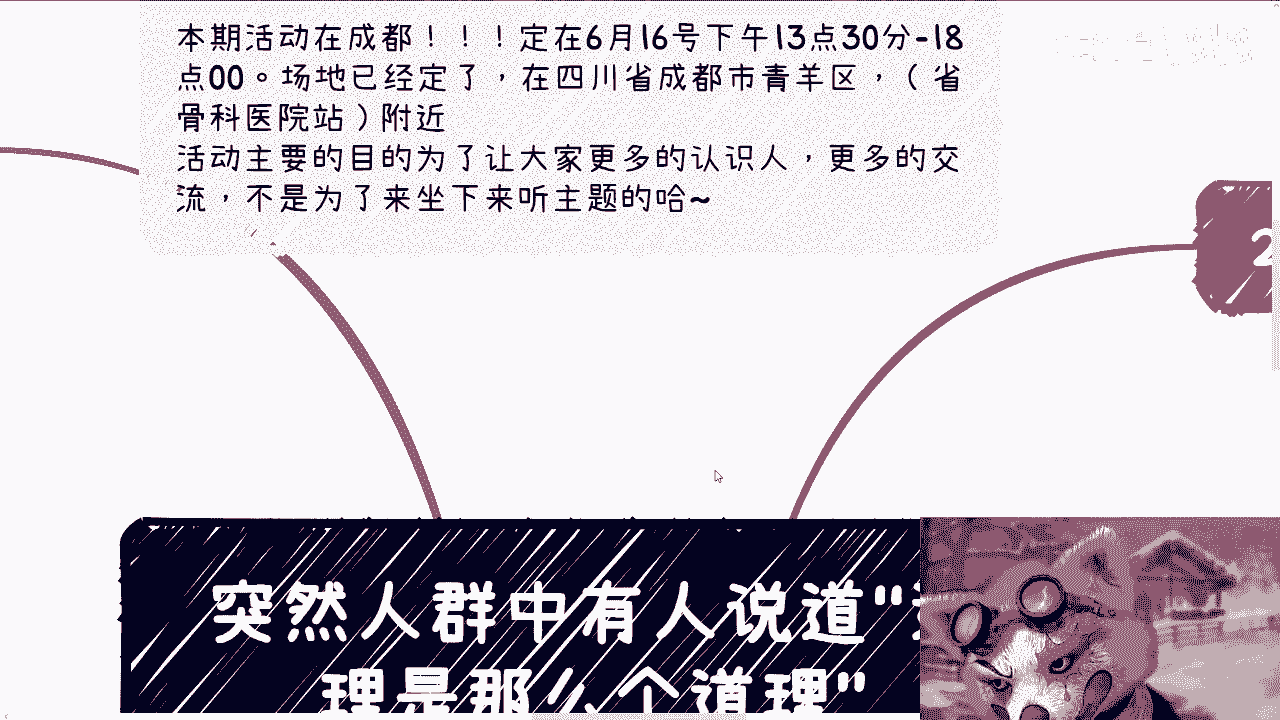 本期活动在成都！！！定在6月16号下午13点30分-18
点00。场地已经定了，在四川省成都市青羊区，（省
骨科医院站）附近
活动主要的目的为了让大家更多的认识人，更多的交
流，不是为了来坐下来听主题的哈~
2
突然人群中有人说道"
理是那么个道理"